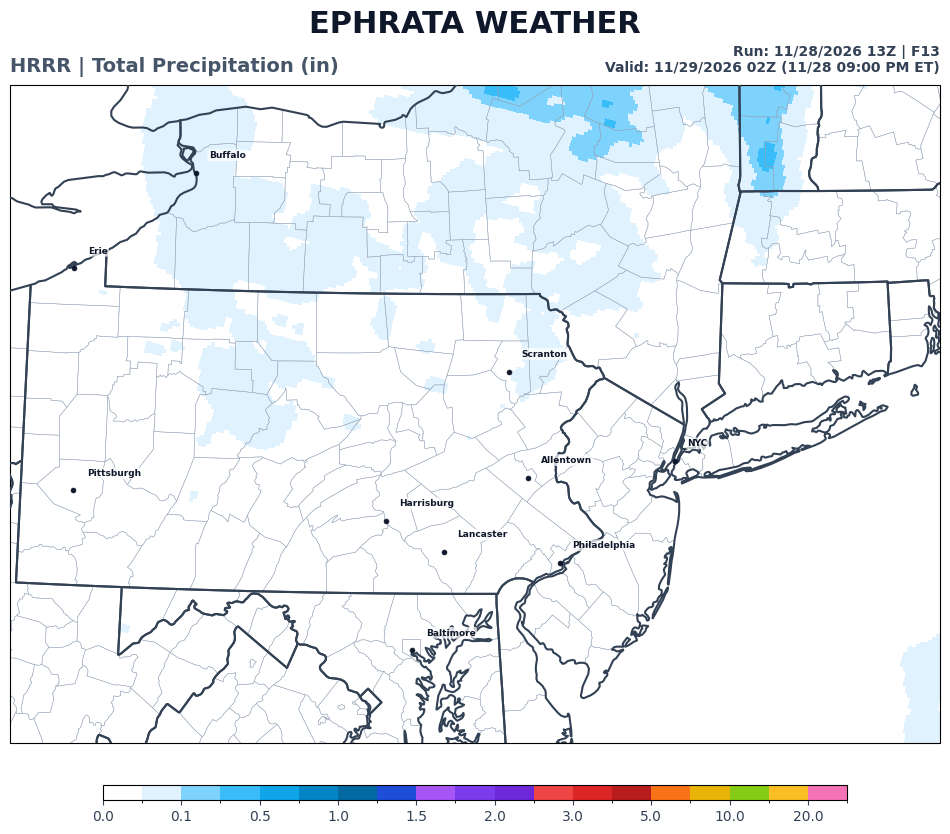 EPHRATA WEATHER
HRRR | Total Precipitation (in)
Run: 11/28/2026 13Z | F13
Valid: 11/29/2026 02Z (11/28 09:00 PM ET)
Buffalo
Erie
Scranton
NYC
Allentown
Pittsburgh
Harrisburg
Lancaster
Philadelphia
Baltimore
0.0 0.1 0.5 1.0 1.5 2.0 3.0 5.0 10.0 20.0